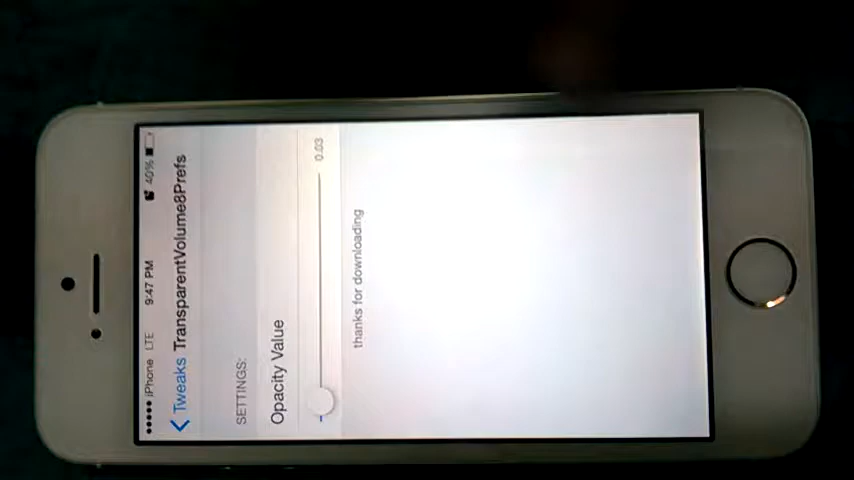 iPhone LTE 9:47 PM 40%
Tweaks TransparentVolume8Prefs
SETTINGS:
Opacity Value
0.03
thanks for downloading